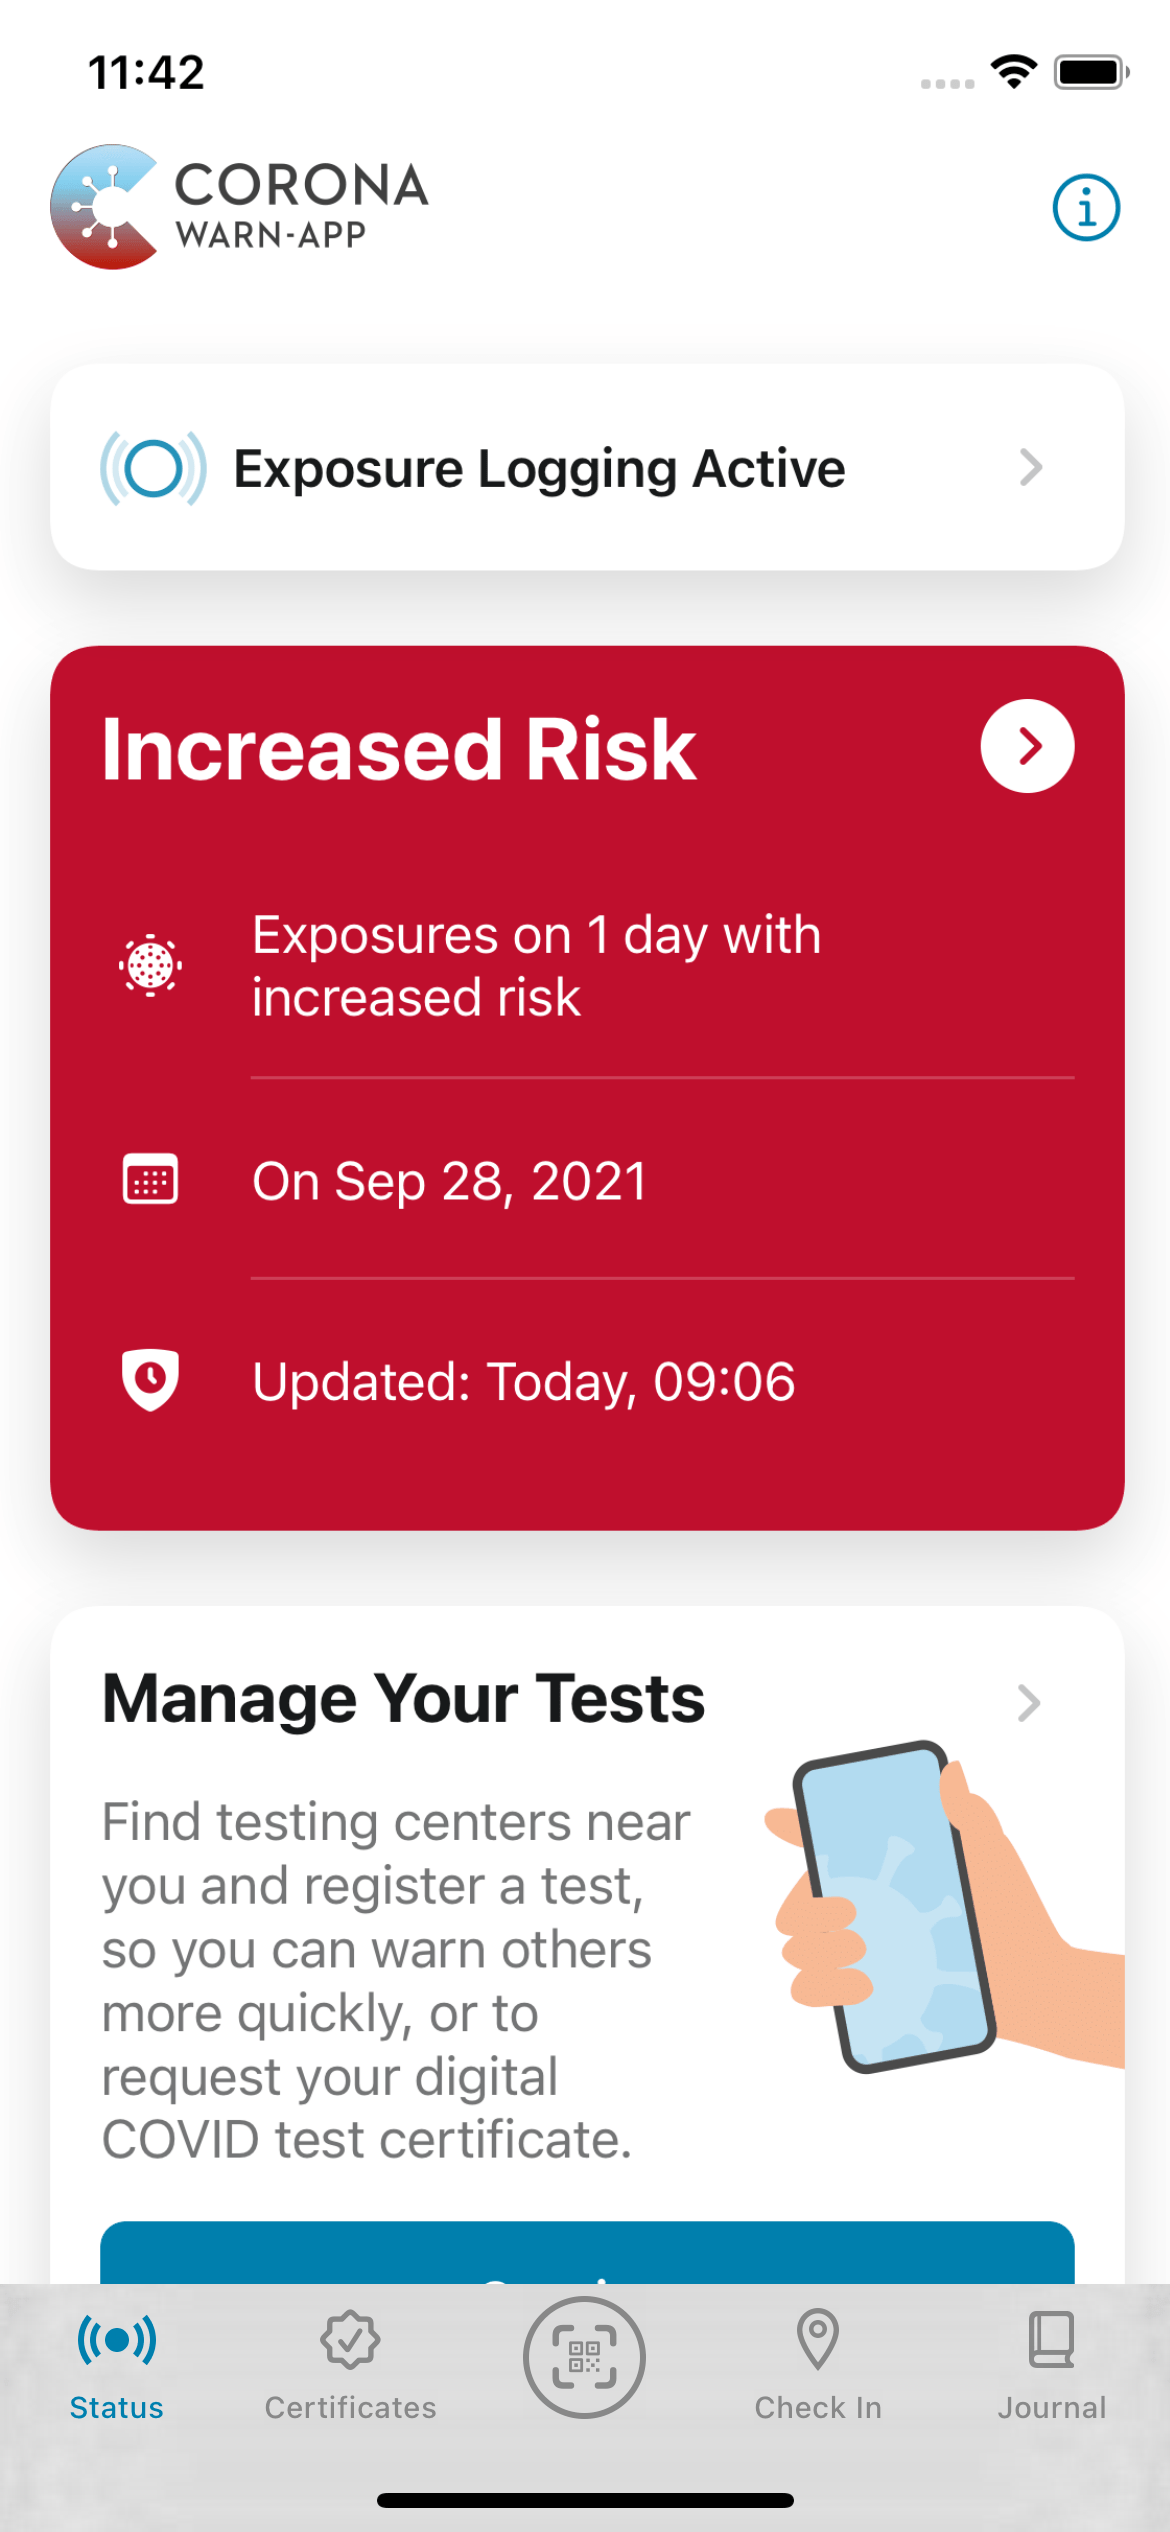 11:42
CORONA
WARN-APP
Exposure Logging Active
Increased Risk
Exposures on 1 day with
increased risk
On Sep 28, 2021
Updated: Today, 09:06
Manage Your Tests
Find testing centers near
you and register a test,
so you can warn others
more quickly, or to
request your digital
COVID test certificate.
Status
Certificates
Check In
Journal